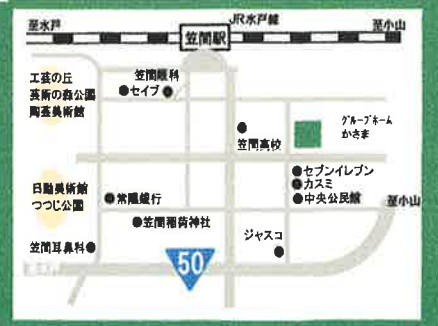 至水戸
JR水戸線
至小山
笠間駅
工芸の丘
芸術の森公園
陶芸美術館
笠間眼科
セイブ
笠間高校
グループホーム
かさま
セブンイレブン
カスミ
中央公民館
至小山
日動美術館
つつじ公園
常陽銀行
笠間稲荷神社
ジャスコ
笠間耳鼻科
50